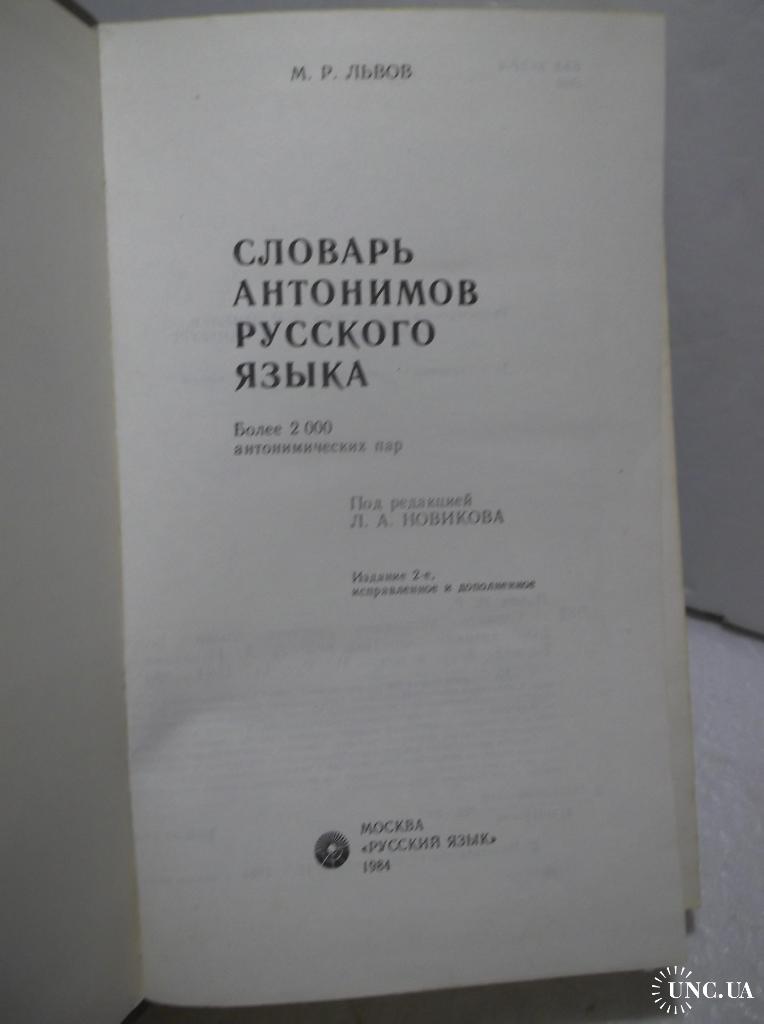 М. Р. ЛЬВОВ
СЛОВАРЬ
АНТОНИМОВ
РУССКОГО
ЯЗЫКА
Более 2 000
антонимических пар
Под редакцией
Л. А. НОВИКОВА
Издание 2-е,
исправленное и дополненное
МОСКВА
«РУССКИЙ ЯЗЫК»
1984
UNC.UA